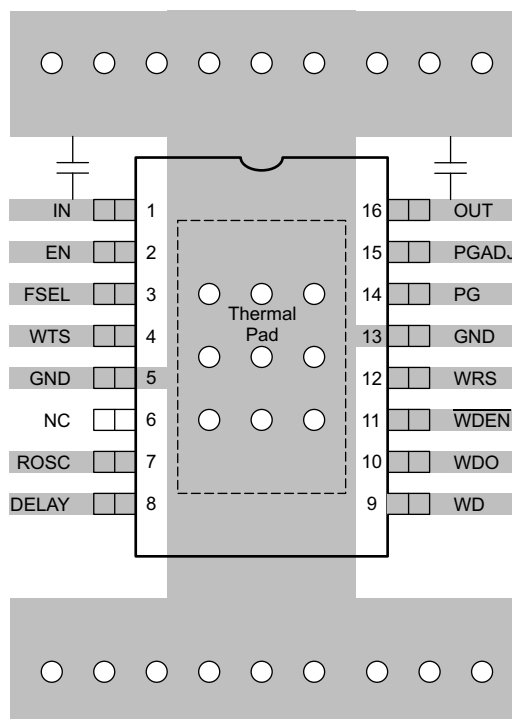 IN 1 16 OUT
EN 2 15 PGADJ
FSEL 3 14 PG
Thermal
Pad
WTS 4 13 GND
GND 5 12 WRS
NC 6 11 WDEN
ROSC 7 10 WDO
DELAY 8 9 WD